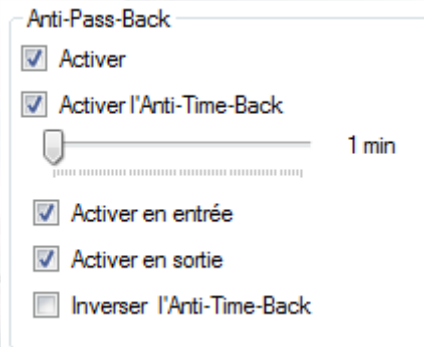 Anti-Pass-Back
Activer
Activer l'Anti-Time-Back
1 min
Activer en entrée
Activer en sortie
Inverser l'Anti-Time-Back